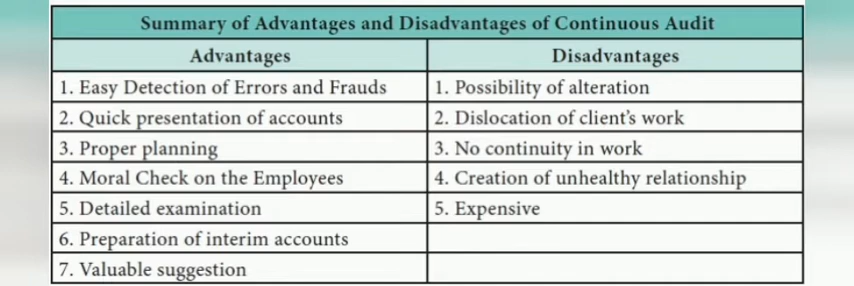 Summary of Advantages and Disadvantages of Continuous Audit
Advantages Disadvantages
1. Easy Detection of Errors and Frauds 1. Possibility of alteration
2. Quick presentation of accounts 2. Dislocation of client's work
3. Proper planning 3. No continuity in work
4. Moral Check on the Employees 4. Creation of unhealthy relationship
5. Detailed examination 5. Expensive
6. Preparation of interim accounts
7. Valuable suggestion